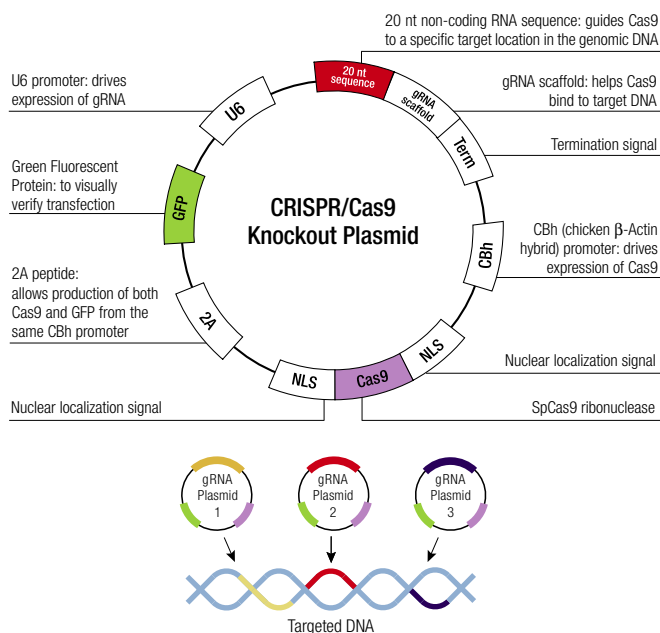 20 nt non-coding RNA sequence: guides Cas9
to a specific target location in the genomic DNA
U6 promoter: drives
expression of gRNA
20 nt
sequence
gRNA
scaffold
gRNA scaffold: helps Cas9
bind to target DNA
U6
Term
Termination signal
Green Fluorescent
Protein: to visually
verify transfection
GFP
CRISPR/Cas9
Knockout Plasmid
CBh
CBh (chicken β-Actin
hybrid) promoter: drives
expression of Cas9
2A peptide:
allows production of both
Cas9 and GFP from the
same CBh promoter
2A
NLS
Cas9
NLS
Nuclear localization signal
Nuclear localization signal
SpCas9 ribonuclease
gRNA
Plasmid
1
gRNA
Plasmid
2
gRNA
Plasmid
3
Targeted DNA